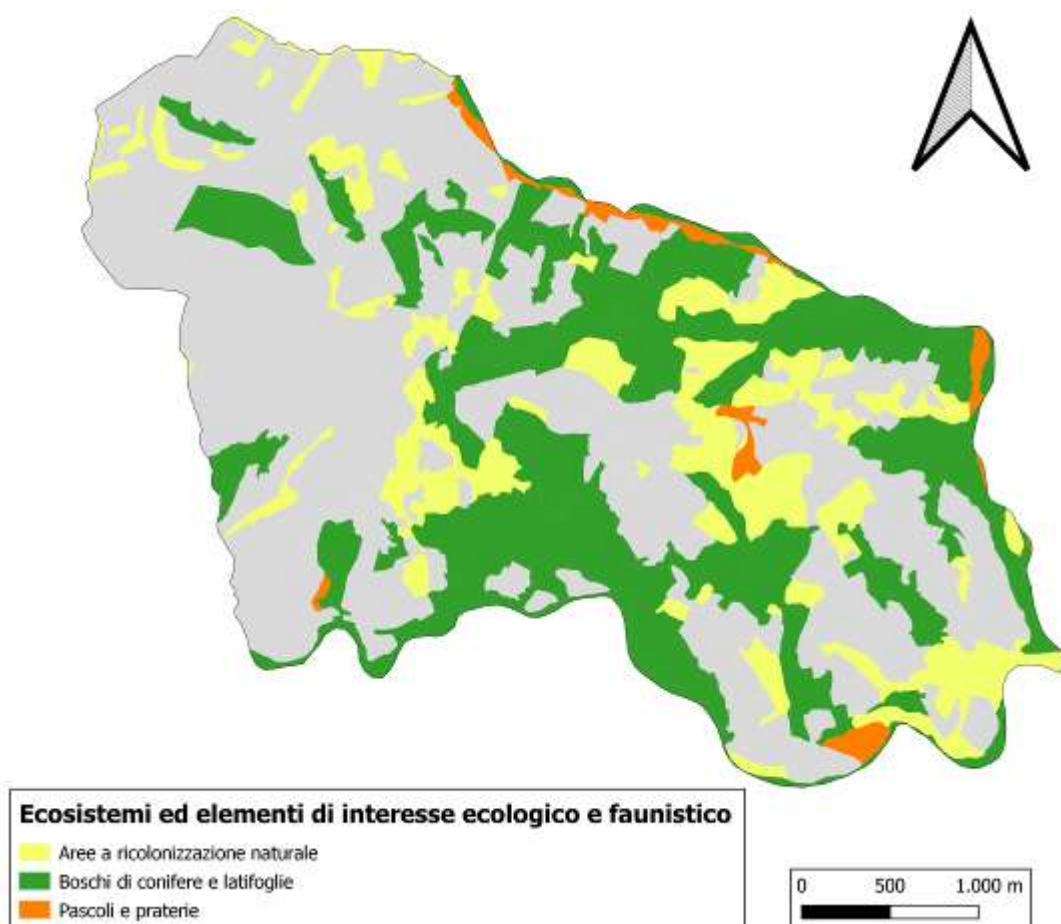 Ecosistemi ed elementi di interesse ecologico e faunistico
Aree a ricolonizzazione naturale
Boschi di conifere e latifoglie
Pascoli e praterie
0 500 1.000 m